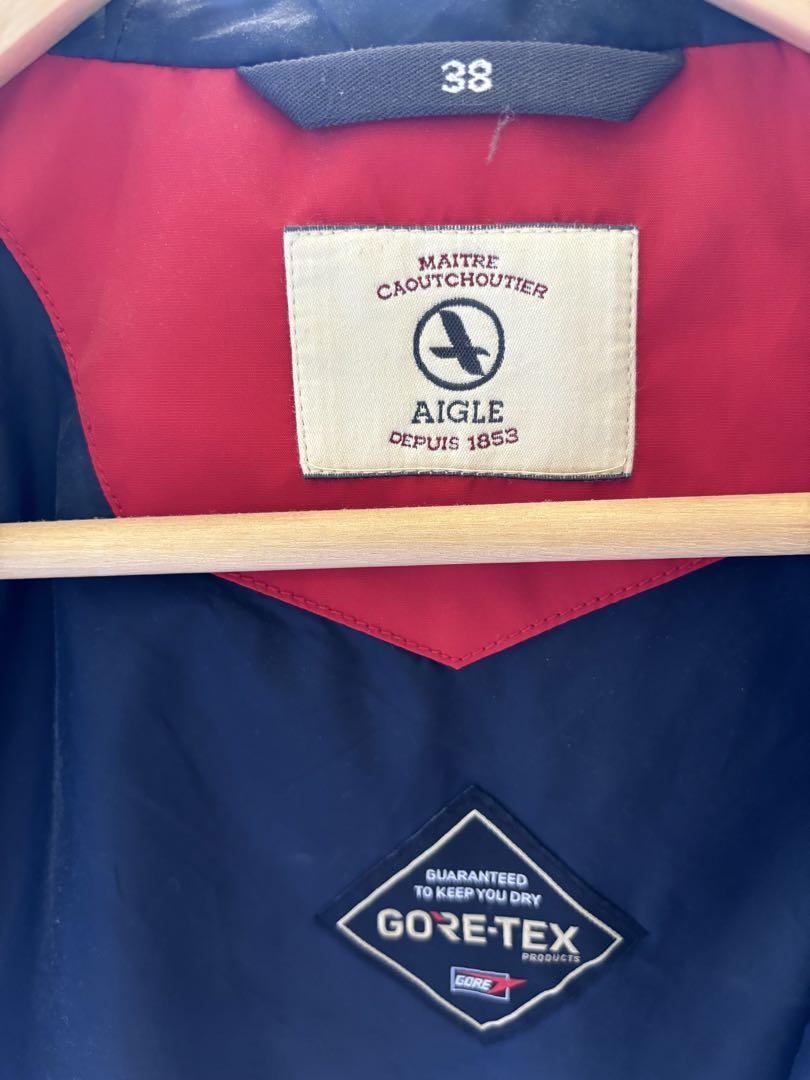 38
MAITRE
CAOUTCHOUTIER
AIGLE
DEPUIS 1853
GUARANTEED
TO KEEP YOU DRY
GORE-TEX
PRODUCTS
GORE